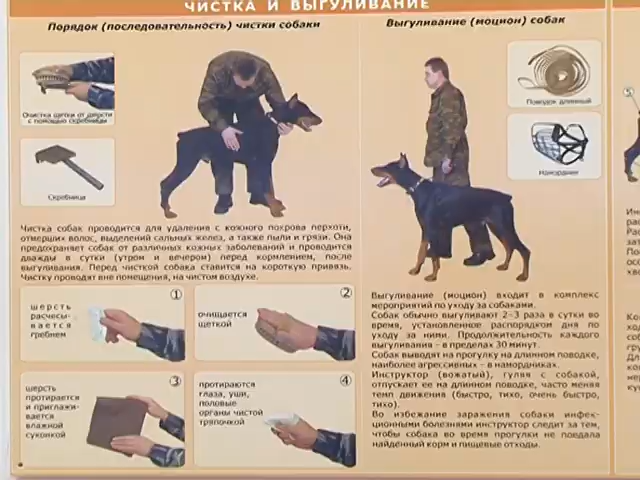 ЧИСТКА И ВЫГУЛИВАНИЕ
Порядок (последовательность) чистки собаки
Очистка щетки от шерсти
с помощью скребницы
Скребница
Чистка собак проводится для удаления с кожного покрова перхоти,
отмерших волос, выделений сальных желез, а также пыли и грязи. Она
предохраняет собак от различных кожных заболеваний и проводится
дважды в сутки (утром и вечером) перед кормлением, после
выгуливания. Перед чисткой собака ставится на короткую привязь.
Чистку проводят вне помещения, на чистом воздухе.
1
шерсть
расчесы-
вается
гребнем
2
очищается
щеткой
3
шерсть
протирается
и приглажи-
вается
влажной
суконкой
4
протираются
глаза, уши,
половые
органы чистой
тряпочкой
Выгуливание (моцион) собак
Поводок длинный
Намордник
Выгуливание (моцион) входит в комплекс
мероприятий по уходу за собаками.
Собак обычно выгуливают 2–3 раза в сутки во
время, установленное распорядком дня по
уходу за ними. Продолжительность каждого
выгуливания – в пределах 30 минут.
Собак выводят на прогулку на длинном поводке,
наиболее агрессивных – в намордниках.
Инструктор (вожатый), гуляя с собакой,
отпускает ее на длинном поводке, часто меняя
темп движения (быстро, тихо, очень быстро,
тихо).
Во избежание заражения собаки инфек-
ционными болезнями инструктор следит за тем,
чтобы собака во время прогулки не поедала
найденный корм и пищевые отходы.
5